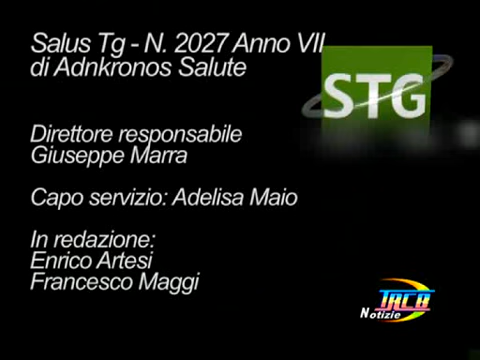 Salus Tg - N. 2027 Anno VII
di Adnkronos Salute
STG
Direttore responsabile
Giuseppe Marra
Capo servizio: Adelisa Maio
In redazione:
Enrico Artesi
Francesco Maggi
TRCB
Notizie